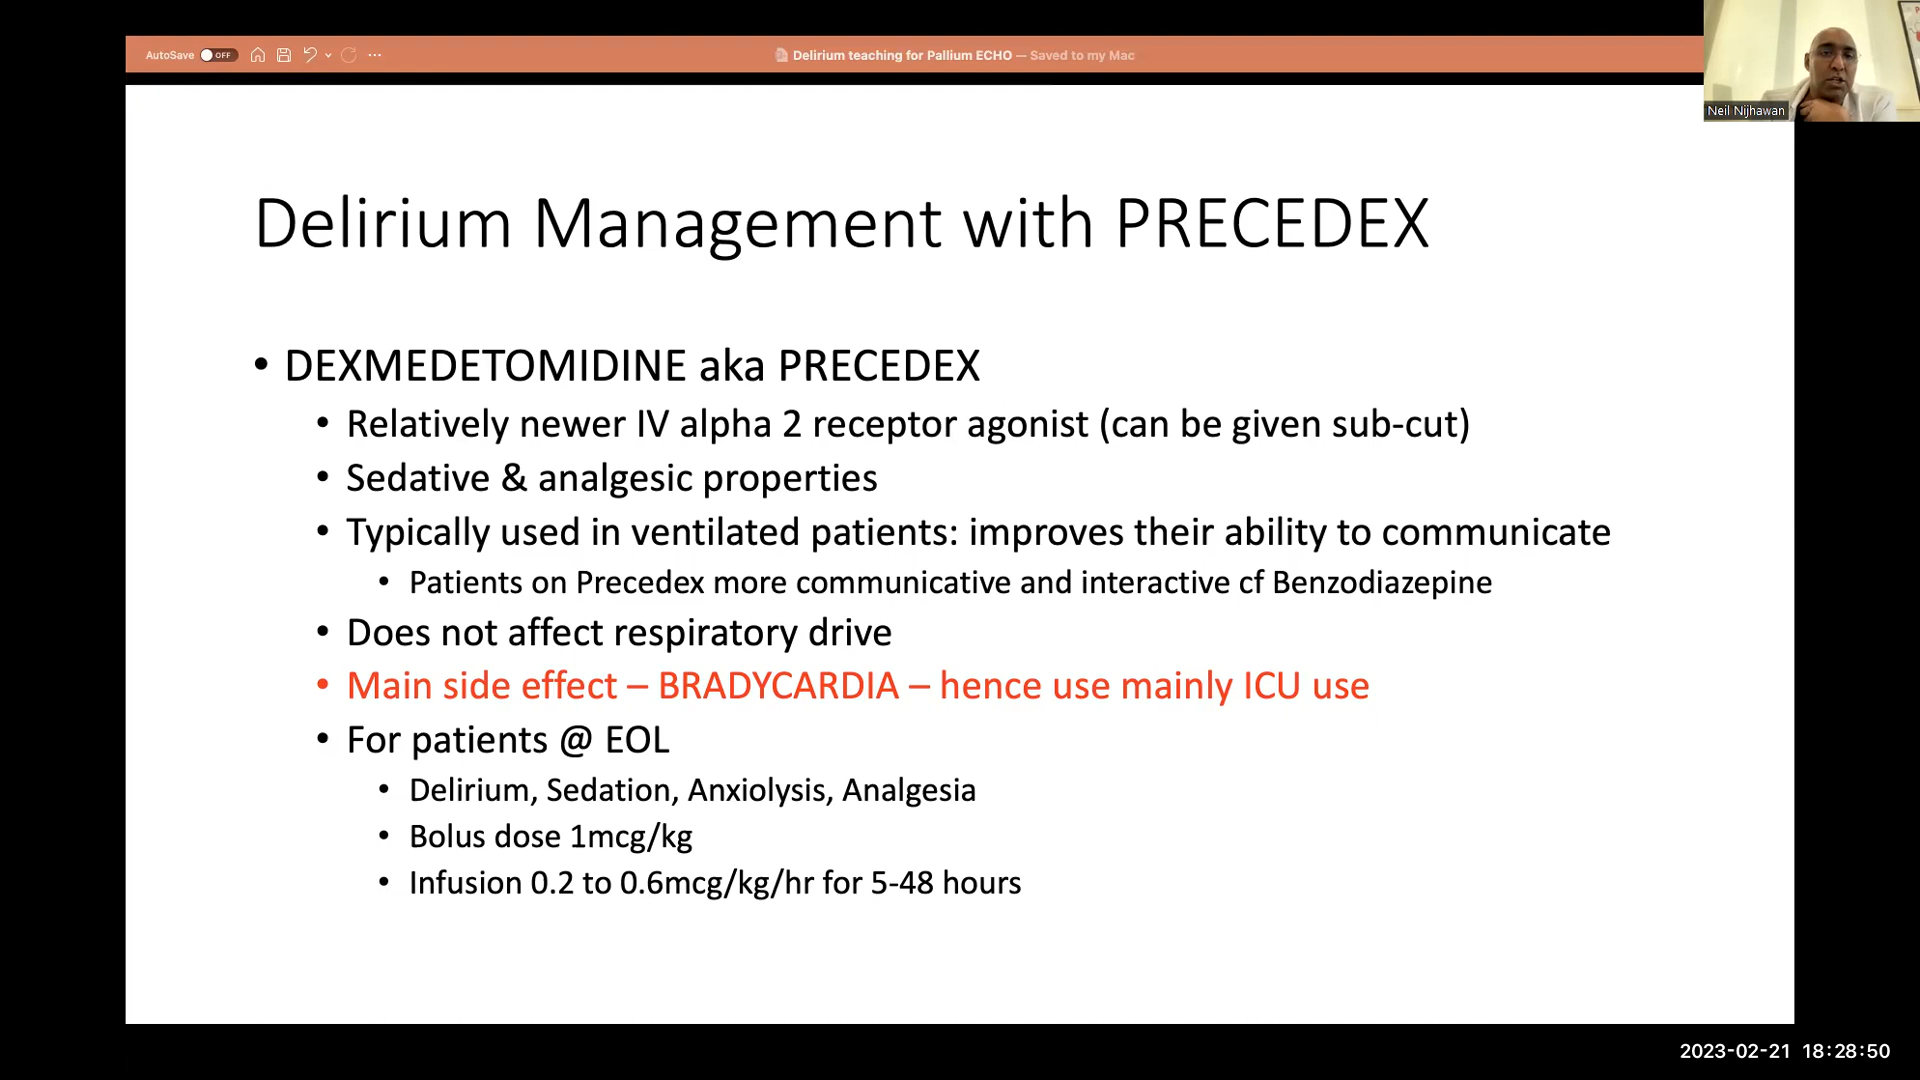 AutoSave OFF
Delirium teaching for Pallium ECHO — Saved to my Mac
Neil Nijhawan
Delirium Management with PRECEDEX
• DEXMEDETOMIDINE aka PRECEDEX
• Relatively newer IV alpha 2 receptor agonist (can be given sub-cut)
• Sedative & analgesic properties
• Typically used in ventilated patients: improves their ability to communicate
• Patients on Precedex more communicative and interactive cf Benzodiazepine
• Does not affect respiratory drive
• Main side effect – BRADYCARDIA – hence use mainly ICU use
• For patients @ EOL
• Delirium, Sedation, Anxiolysis, Analgesia
• Bolus dose 1mcg/kg
• Infusion 0.2 to 0.6mcg/kg/hr for 5-48 hours
2023-02-21 18:28:50